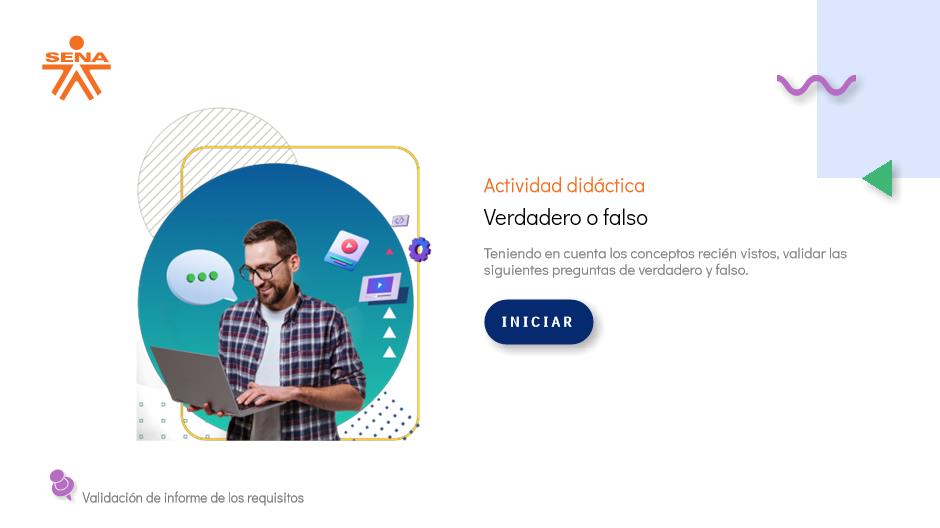 SENA
Actividad didáctica
Verdadero o falso
Teniendo en cuenta los conceptos recién vistos, validar las
siguientes preguntas de verdadero y falso.
INICIAR
Validación de informe de los requisitos